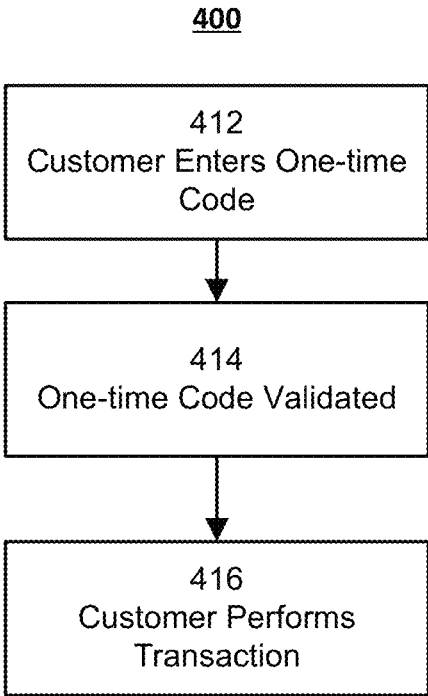 400
412
Customer Enters One-time
Code
414
One-time Code Validated
416
Customer Performs
Transaction